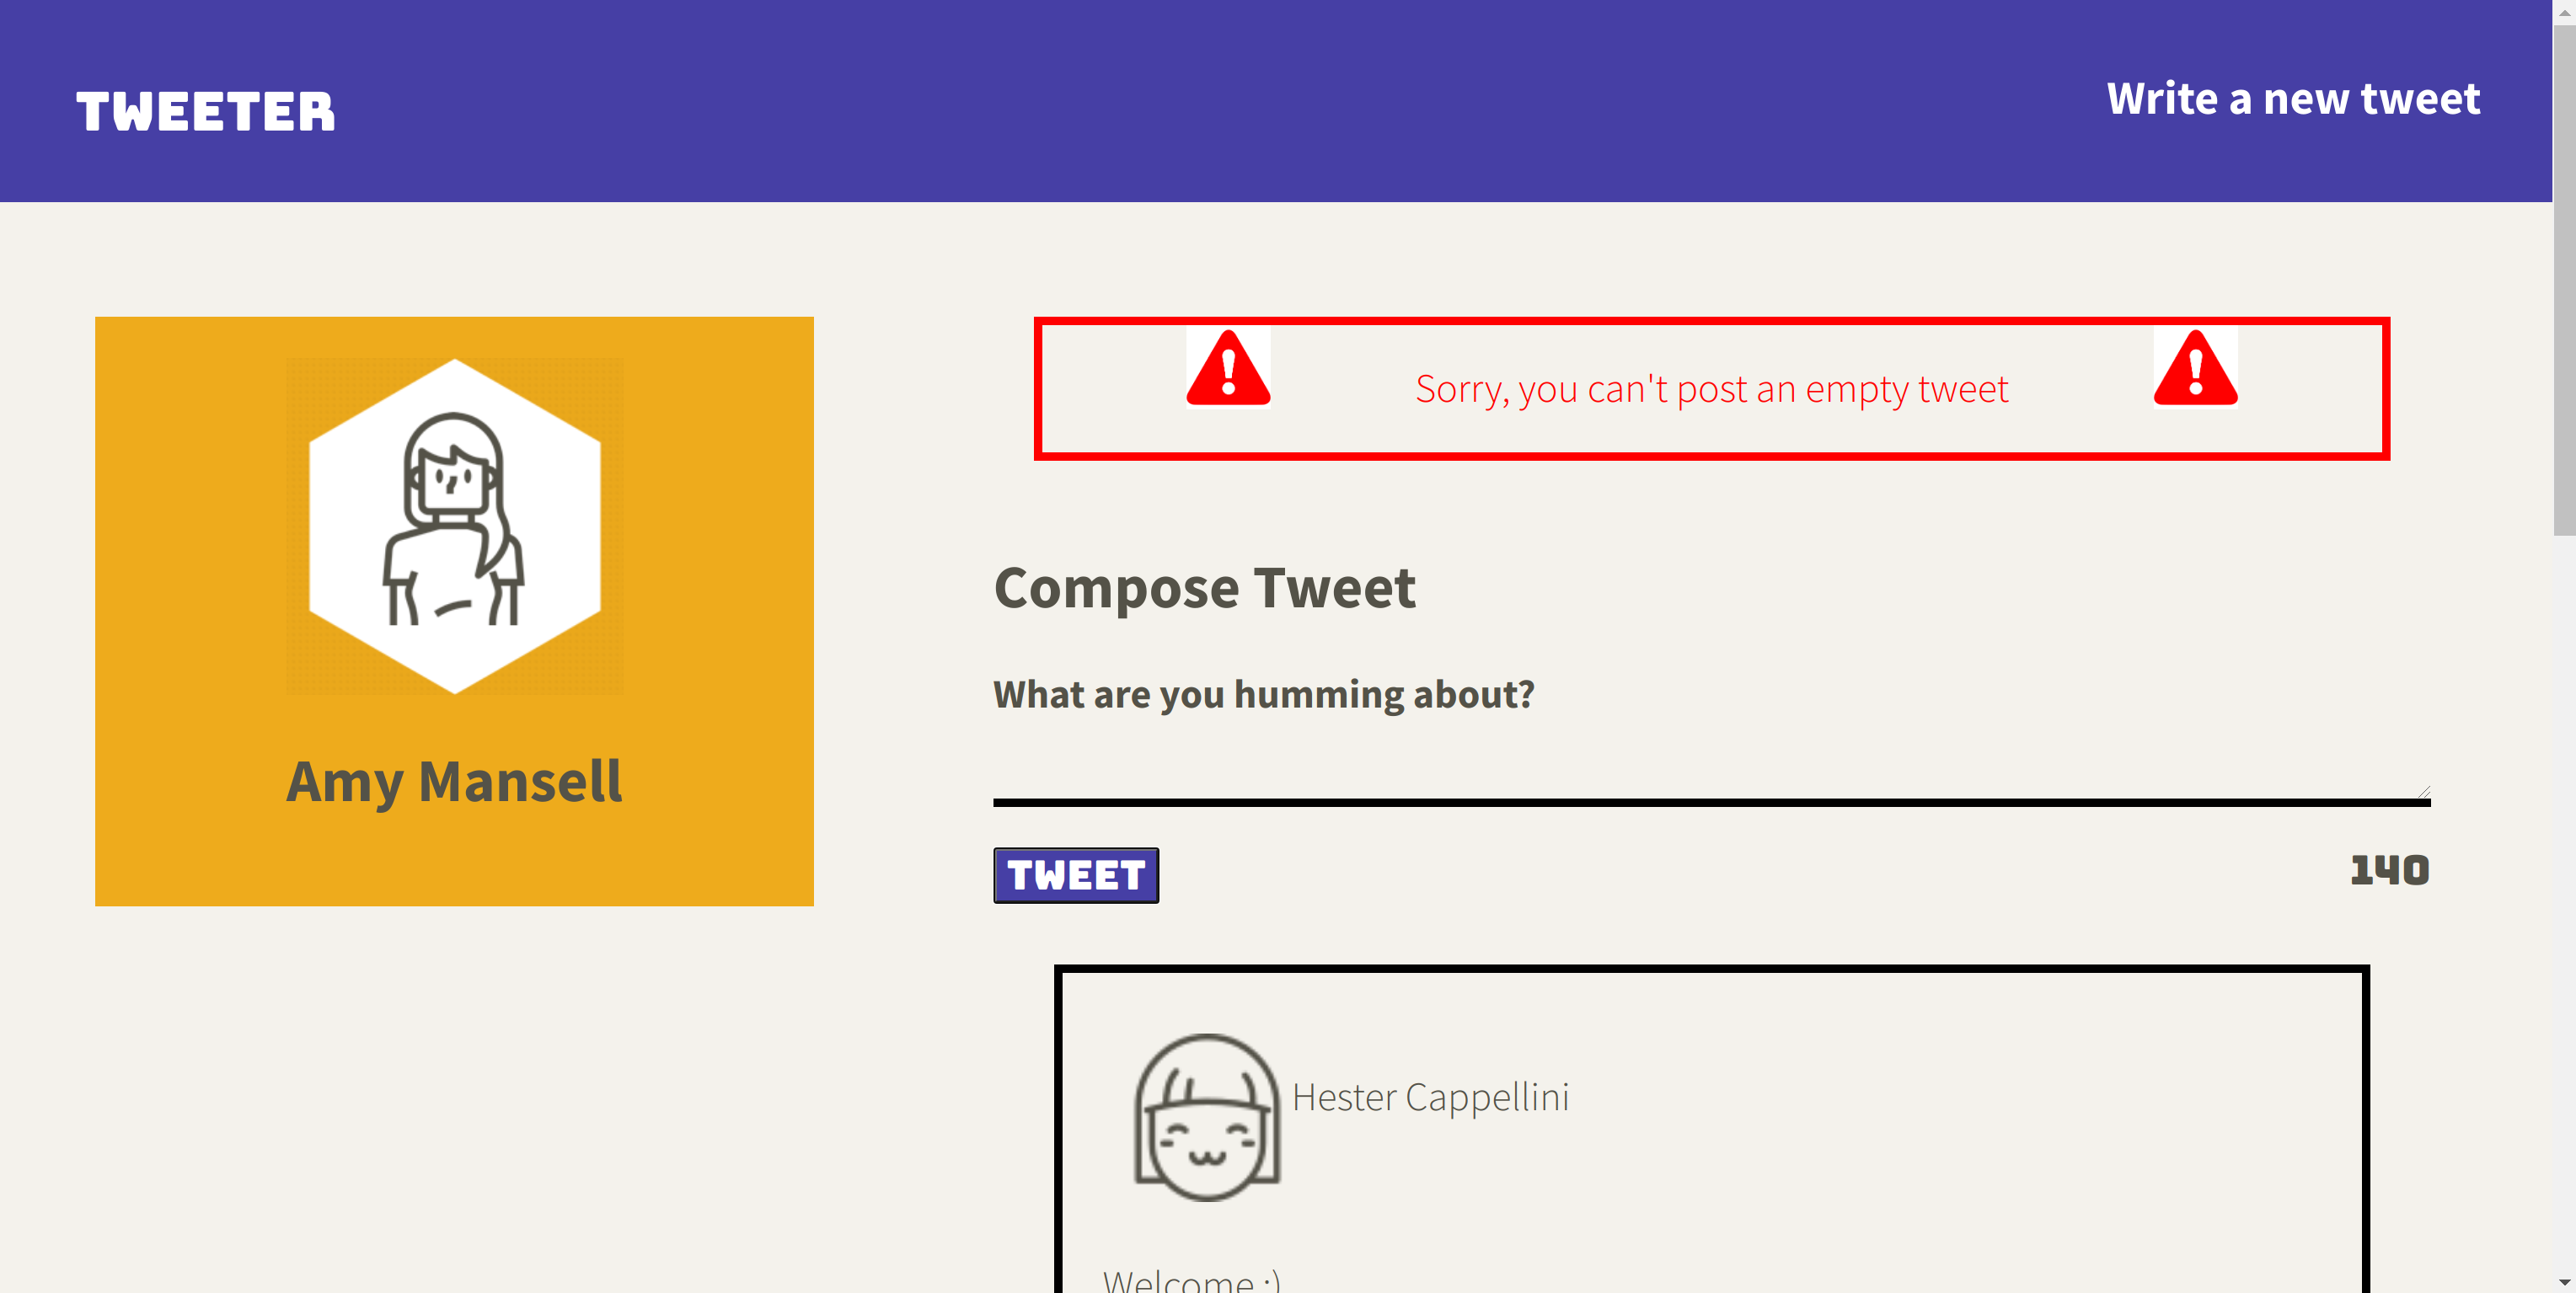 TWEETER
Write a new tweet
Sorry, you can't post an empty tweet
Amy Mansell
Compose Tweet
What are you humming about?
TWEET
140
Hester Cappellini
Welcome :)